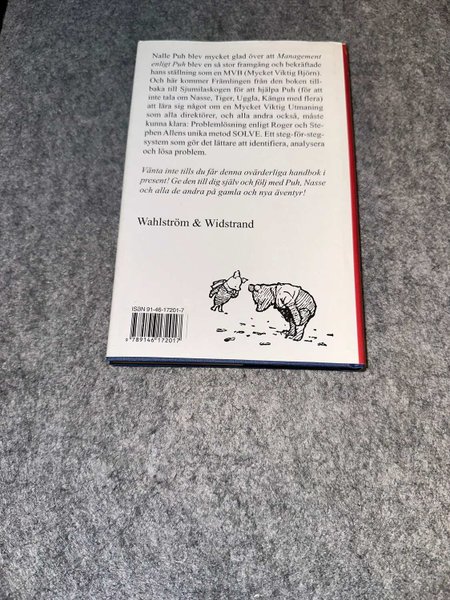 Nalle Puh blev mycket glad över att Management
enligt Puh blev en så stor framgång och bekräftade
hans ställning som en MVB (Mycket Viktig Björn).
Och här kommer Främlingen från den boken till-
baka till Sjumilaskogen för att hjälpa Puh (för att
inte tala om Nasse, Tiger, Uggla, Kängu med flera)
att lära sig något om en Mycket Viktig Utmaning
som alla direktörer, och alla andra också, måste
kunna klara: Problemlösning enligt Roger och Ste-
phen Allens unika metod SOLVE. Ett steg-för-steg-
system som gör det lättare att identifiera, analysera
och lösa problem.
Vänta inte tills du får denna ovärderliga handbok i
present! Ge den till dig själv och följ med Puh, Nasse
och alla de andra på gamla och nya äventyr!
Wahlström & Widstrand
ISBN 91-46-17201-7
9789146172017